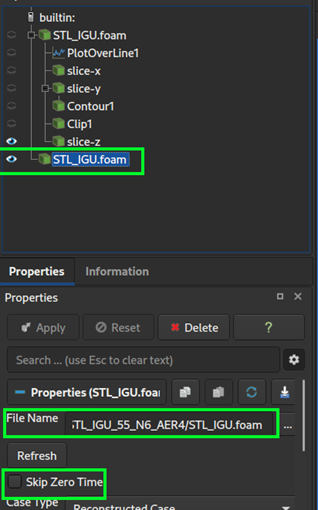 builtin:
STL_IGU.foam
PlotOverLine1
slice-x
slice-y
Contour1
Clip1
slice-z
STL_IGU.foam
Properties Information
Properties
Apply Reset Delete ?
Search ... (use Esc to clear text)
Properties (STL_IGU.foa
File Name TL_IGU_55_N6_AER4/STL_IGU.foam ...
Refresh
Skip Zero Time
Case Type Reconstructed Case